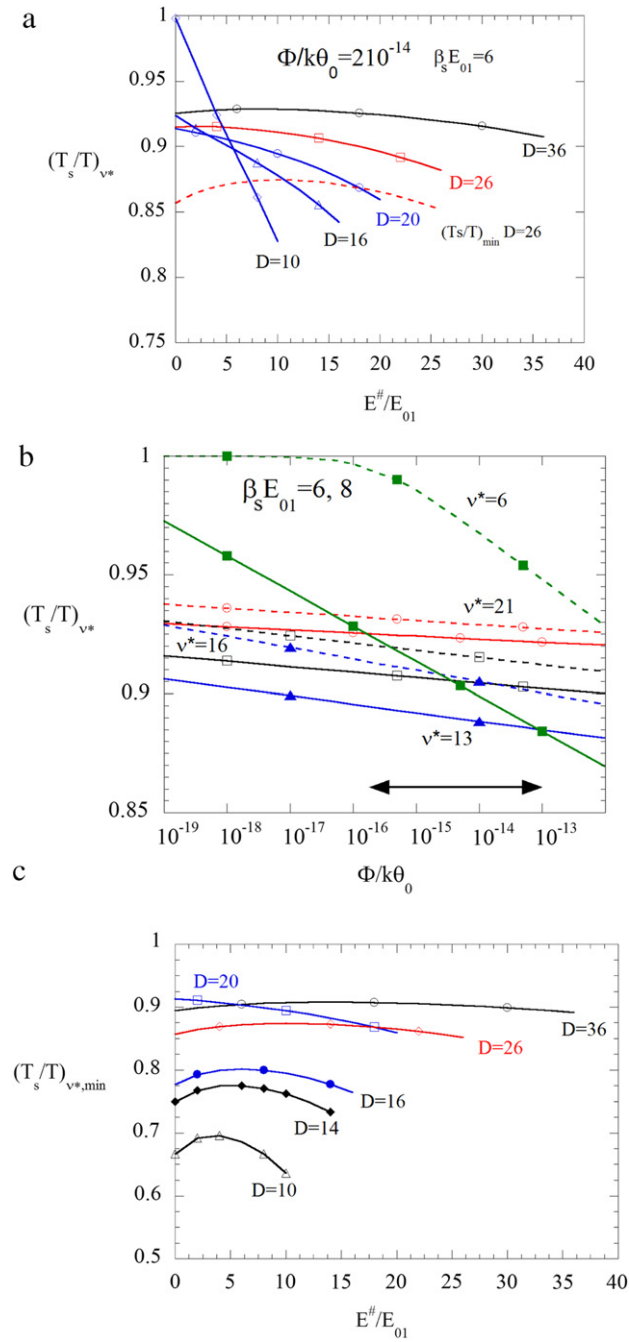 a
Φ/kθ₀=210⁻¹⁴ βₛE₀₁=6
1
0.95
0.9
0.85
0.8
0.75
(Tₛ/T)ᵥ*
D=36
D=26
D=20
(Ts/T)min D=26
D=16
D=10
0 5 10 15 20 25 30 35 40
E#/E₀₁
b
1
0.95
0.9
0.85
(Tₛ/T)ᵥ*
βₛE₀₁=6, 8
ν*=6
ν*=21
ν*=16
ν*=13
10⁻¹⁹ 10⁻¹⁸ 10⁻¹⁷ 10⁻¹⁶ 10⁻¹⁵ 10⁻¹⁴ 10⁻¹³
Φ/kθ₀
c
1
0.9
0.8
0.7
0.6
0.5
(Tₛ/T)ᵥ*,min
D=20
D=36
D=26
D=16
D=14
D=10
0 5 10 15 20 25 30 35 40
E#/E₀₁